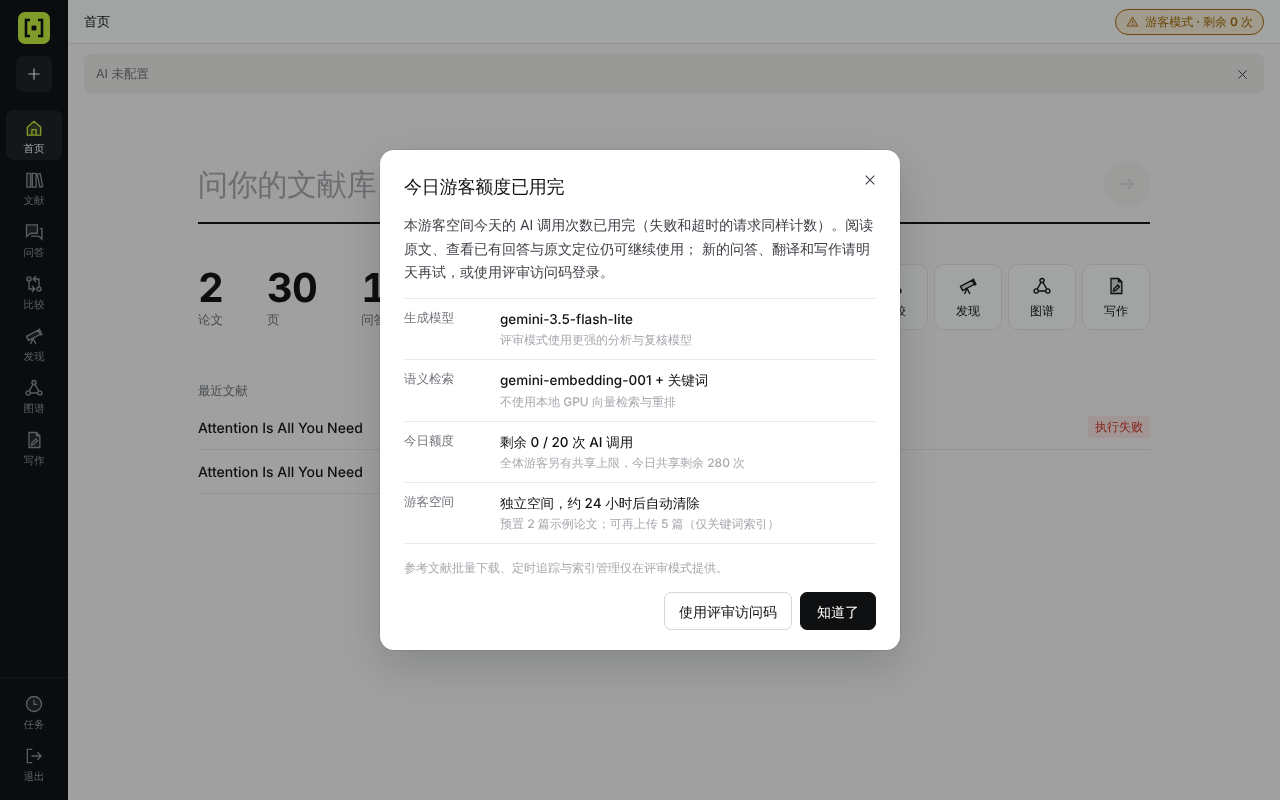 首页
游客模式 · 剩余 0 次
AI 未配置
首页
文献
问答
比较
发现
图谱
写作
任务
退出
问你的文献库
2
论文
30
页
发现
图谱
写作
最近文献
Attention Is All You Need
执行失败
Attention Is All You Need
今日游客额度已用完
本游客空间今天的 AI 调用次数已用完（失败和超时的请求同样计数）。阅读
原文、查看已有回答与原文定位仍可继续使用； 新的问答、翻译和写作请明
天再试，或使用评审访问码登录。
生成模型
gemini-3.5-flash-lite
评审模式使用更强的分析与复核模型
语义检索
gemini-embedding-001 + 关键词
不使用本地 GPU 向量检索与重排
今日额度
剩余 0 / 20 次 AI 调用
全体游客另有共享上限，今日共享剩余 280 次
游客空间
独立空间，约 24 小时后自动清除
预置 2 篇示例论文；可再上传 5 篇（仅关键词索引）
参考文献批量下载、定时追踪与索引管理仅在评审模式提供。
使用评审访问码
知道了